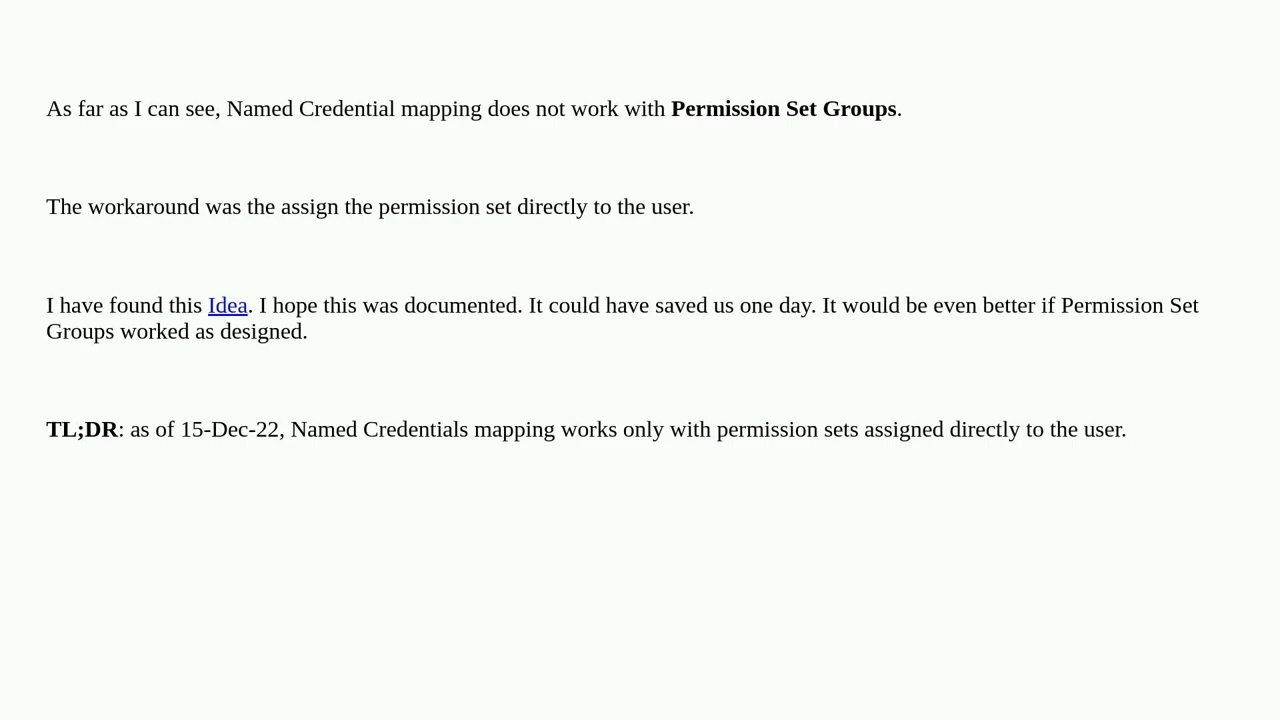 As far as I can see, Named Credential mapping does not work with Permission Set Groups.
The workaround was the assign the permission set directly to the user.
I have found this Idea. I hope this was documented. It could have saved us one day. It would be even better if Permission Set
Groups worked as designed.
TL;DR: as of 15-Dec-22, Named Credentials mapping works only with permission sets assigned directly to the user.